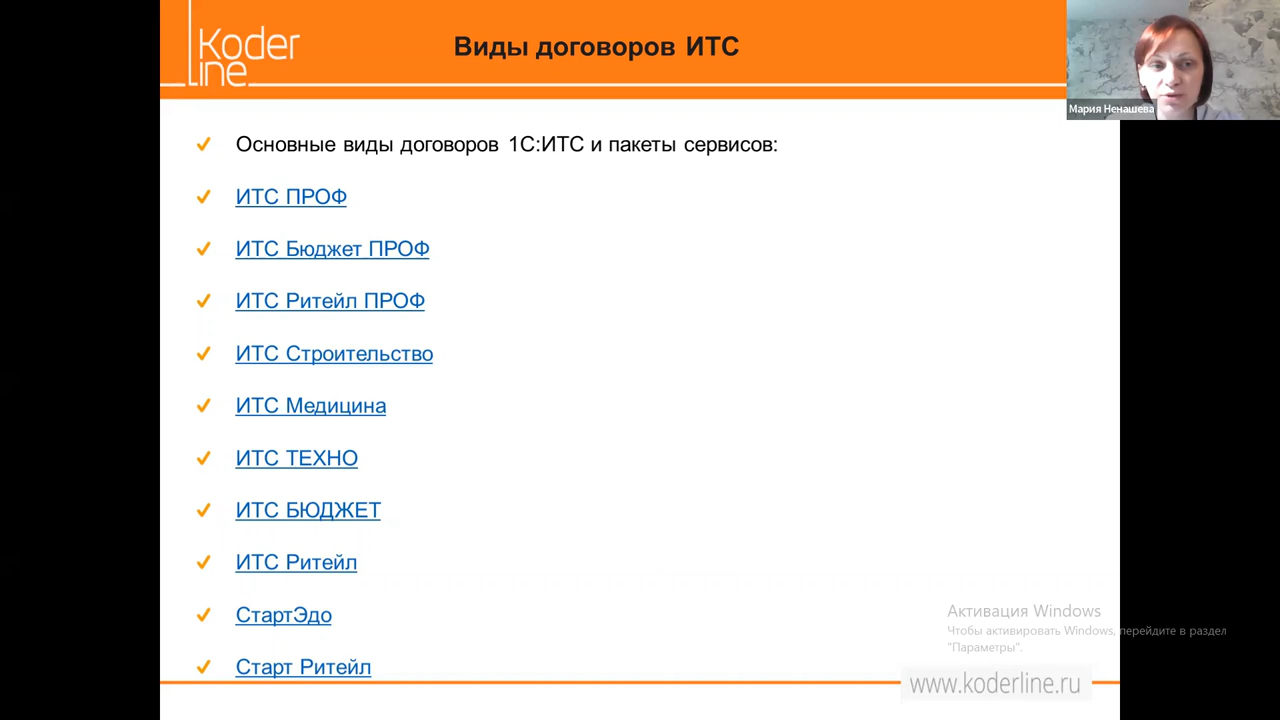 Koder
line
Виды договоров ИТС
Мария Ненашева
Основные виды договоров 1С:ИТС и пакеты сервисов:
ИТС ПРОФ
ИТС Бюджет ПРОФ
ИТС Ритейл ПРОФ
ИТС Строительство
ИТС Медицина
ИТС ТЕХНО
ИТС БЮДЖЕТ
ИТС Ритейл
СтартЭдо
Старт Ритейл
Активация Windows
Чтобы активировать Windows, перейдите в раздел
"Параметры".
www.koderline.ru